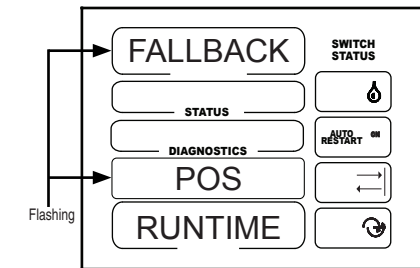 FALLBACK
SWITCH
STATUS
STATUS
AUTO ON
RESTART
DIAGNOSTICS
POS
Flashing
RUNTIME